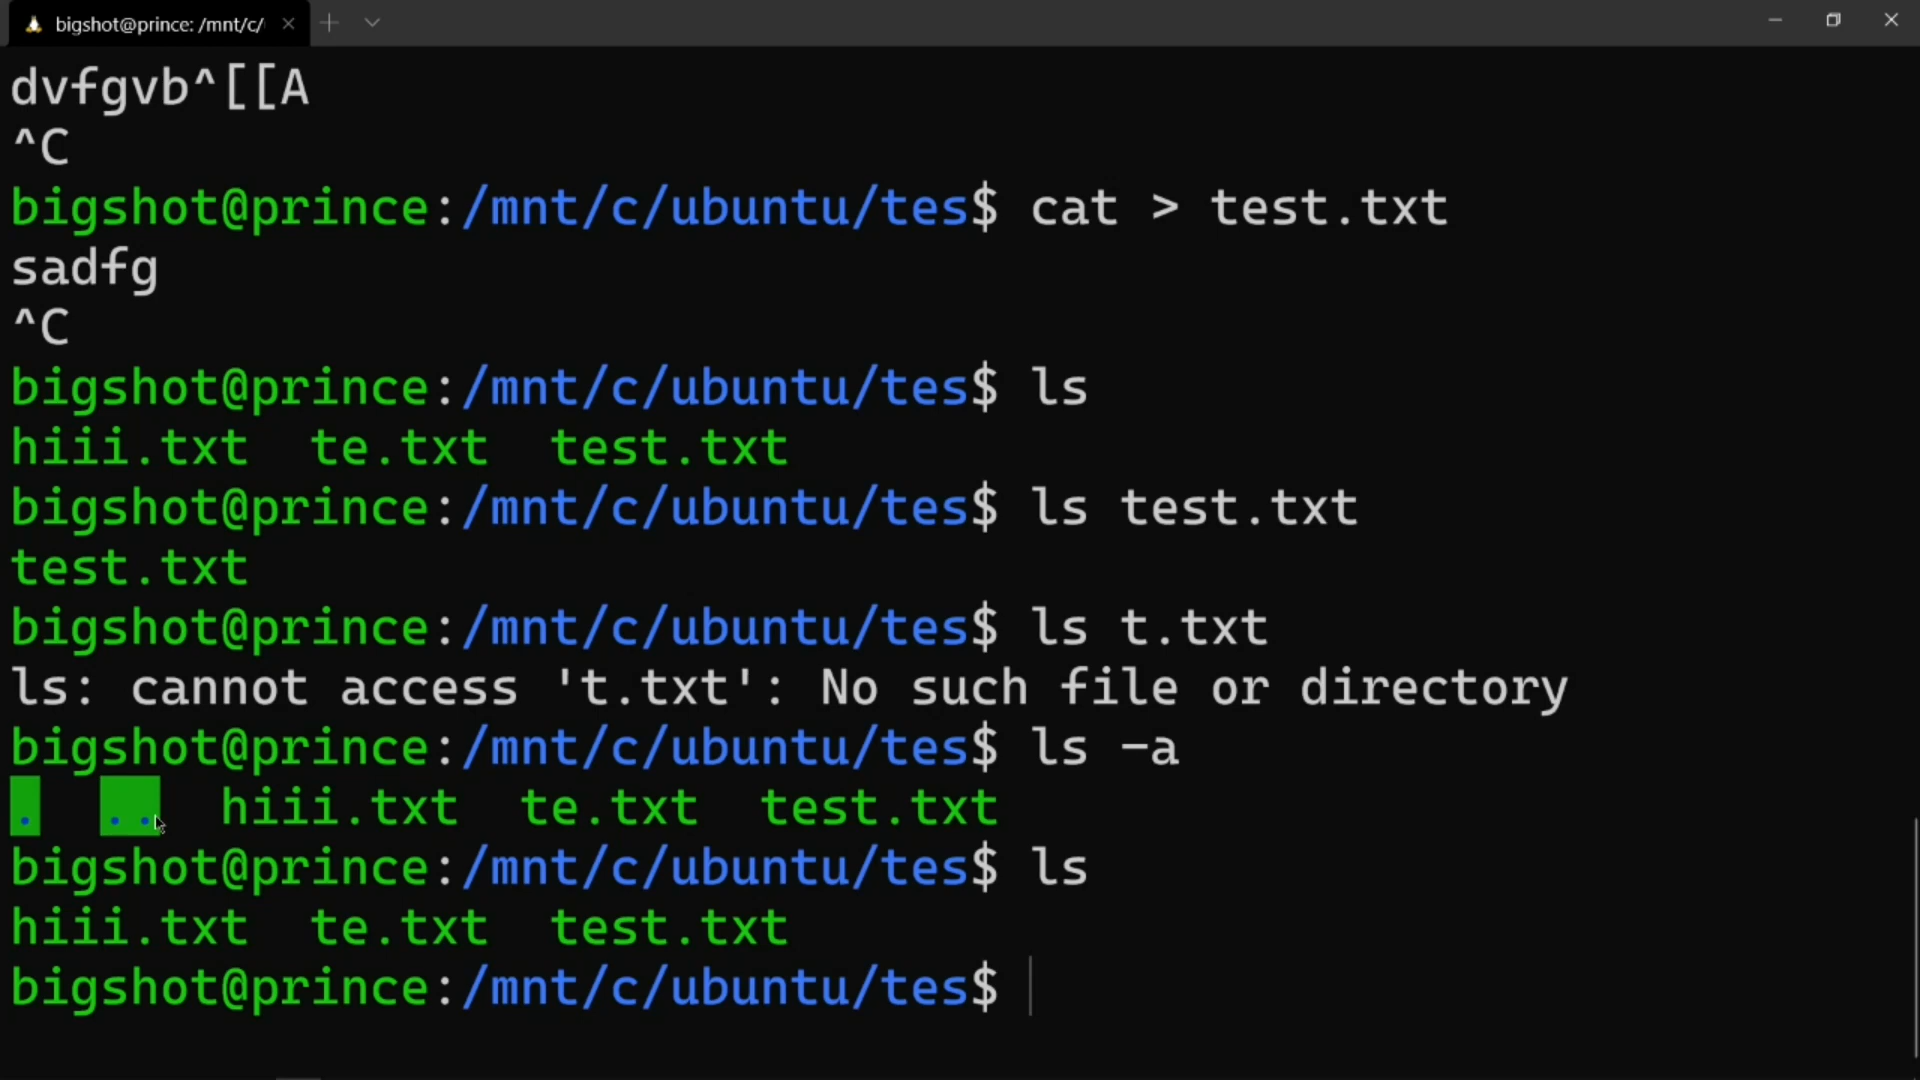 bigshot@prince: /mnt/c/
dvfgvb^[[A
^C
bigshot@prince:/mnt/c/ubuntu/tes$ cat > test.txt
sadfg
^C
bigshot@prince:/mnt/c/ubuntu/tes$ ls
hiii.txt  te.txt  test.txt
bigshot@prince:/mnt/c/ubuntu/tes$ ls test.txt
test.txt
bigshot@prince:/mnt/c/ubuntu/tes$ ls t.txt
ls: cannot access 't.txt': No such file or directory
bigshot@prince:/mnt/c/ubuntu/tes$ ls -a
.  ..  hiii.txt  te.txt  test.txt
bigshot@prince:/mnt/c/ubuntu/tes$ ls
hiii.txt  te.txt  test.txt
bigshot@prince:/mnt/c/ubuntu/tes$